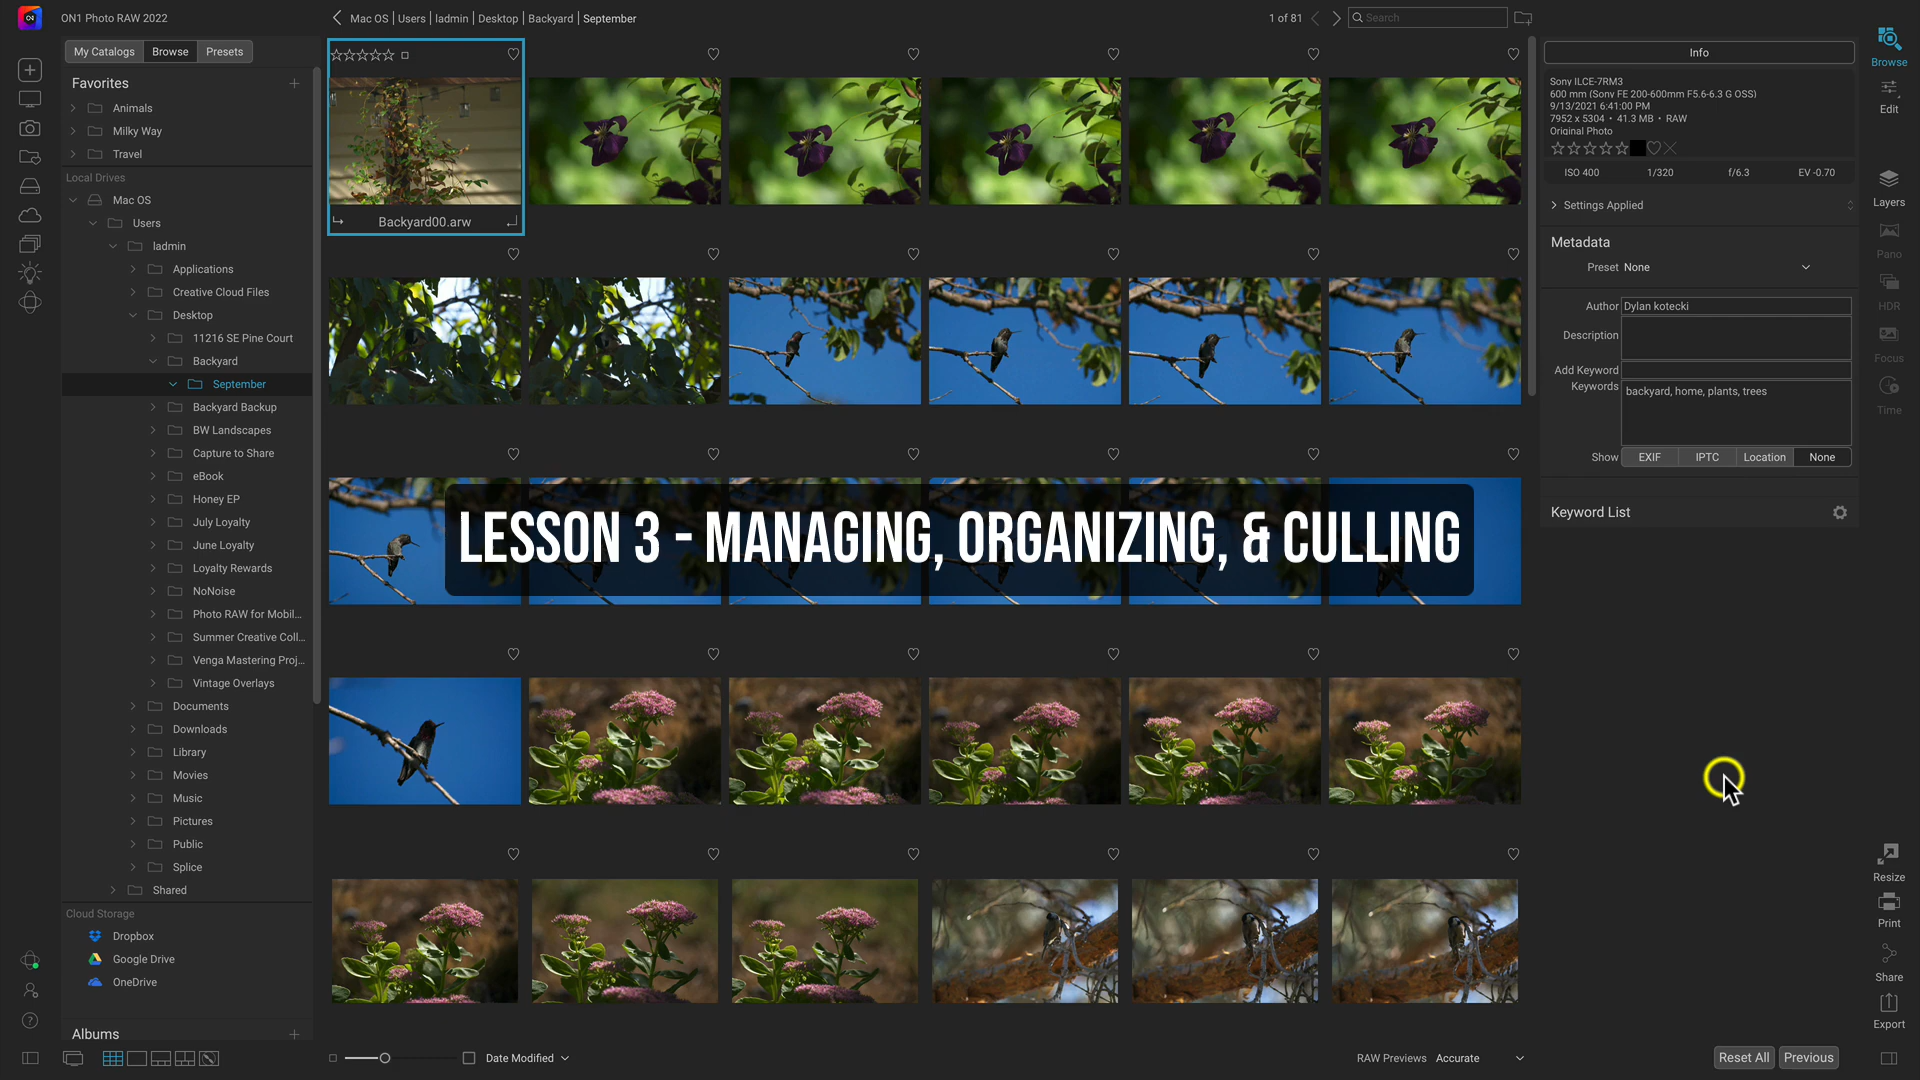 ON1 Photo RAW 2022
Mac OS | Users | ladmin | Desktop | Backyard | September
1 of 81
Search
My Catalogs Browse Presets
Favorites
Animals
Milky Way
Travel
Local Drives
Mac OS
Users
ladmin
Applications
Creative Cloud Files
Desktop
11216 SE Pine Court
Backyard
September
Backyard Backup
BW Landscapes
Capture to Share
eBook
Honey EP
July Loyalty
June Loyalty
Loyalty Rewards
NoNoise
Photo RAW for Mobil...
Summer Creative Coll...
Venga Mastering Proj...
Vintage Overlays
Documents
Downloads
Library
Movies
Music
Pictures
Public
Splice
Shared
Cloud Storage
Dropbox
Google Drive
OneDrive
Albums
Backyard00.arw
LESSON 3 - MANAGING, ORGANIZING, & CULLING
Date Modified
RAW Previews Accurate
Info
Sony ILCE-7RM3
600 mm (Sony FE 200-600mm F5.6-6.3 G OSS)
9/13/2021 6:41:00 PM
7952 x 5304 • 41.3 MB • RAW
Original Photo
ISO 400 1/320 f/6.3 EV -0.70
Settings Applied
Metadata
Preset None
Author Dylan kotecki
Description
Add Keyword
Keywords backyard, home, plants, trees
Show EXIF IPTC Location None
Keyword List
Reset All Previous
Browse
Edit
Layers
Pano
HDR
Focus
Time
Resize
Print
Share
Export